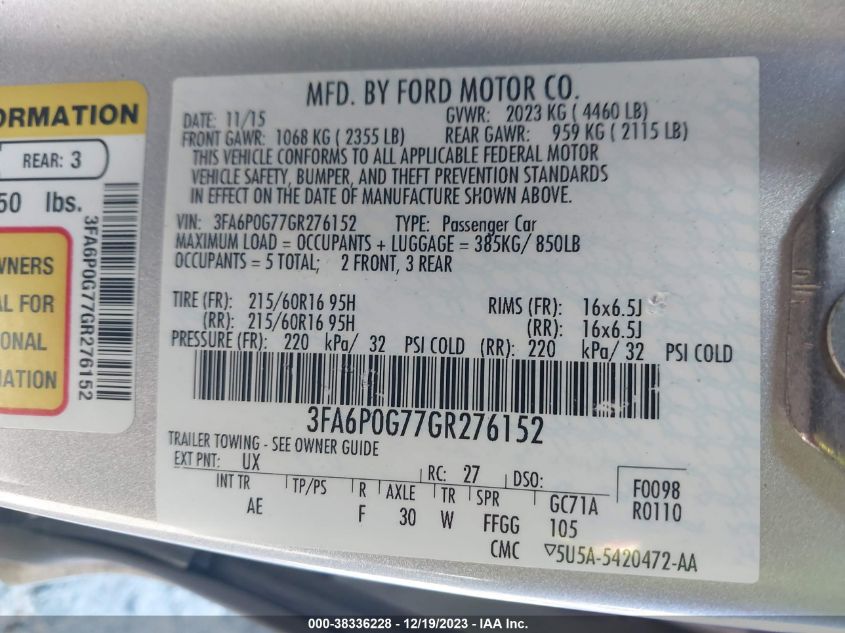 ORMATION
REAR: 3
50 lbs.
3FA6P0G77GR276152
WNERS
AL FOR
ONAL
MATION
MFD. BY FORD MOTOR CO.
DATE: 11/15 GVWR: 2023 KG ( 4460 LB)
FRONT GAWR: 1068 KG ( 2355 LB) REAR GAWR: 959 KG ( 2115 LB)
THIS VEHICLE CONFORMS TO ALL APPLICABLE FEDERAL MOTOR
VEHICLE SAFETY, BUMPER, AND THEFT PREVENTION STANDARDS
IN EFFECT ON THE DATE OF MANUFACTURE SHOWN ABOVE.
VIN: 3FA6P0G77GR276152 TYPE: Passenger Car
MAXIMUM LOAD = OCCUPANTS + LUGGAGE = 385KG/ 850LB
OCCUPANTS = 5 TOTAL; 2 FRONT, 3 REAR
TIRE (FR): 215/60R16 95H RIMS (FR): 16x6.5J
(RR): 215/60R16 95H (RR): 16x6.5J
PRESSURE (FR): 220 kPa/ 32 PSI COLD (RR): 220 kPa/ 32 PSI COLD
3FA6P0G77GR276152
TRAILER TOWING - SEE OWNER GUIDE
EXT PNT: UX RC: 27 DSO:
INT TR TP/PS R AXLE TR SPR GC71A F0098
AE F 30 W FFGG 105 R0110
CMC ▽5U5A-5420472-AA
000-38336228 - 12/19/2023 - IAA Inc.